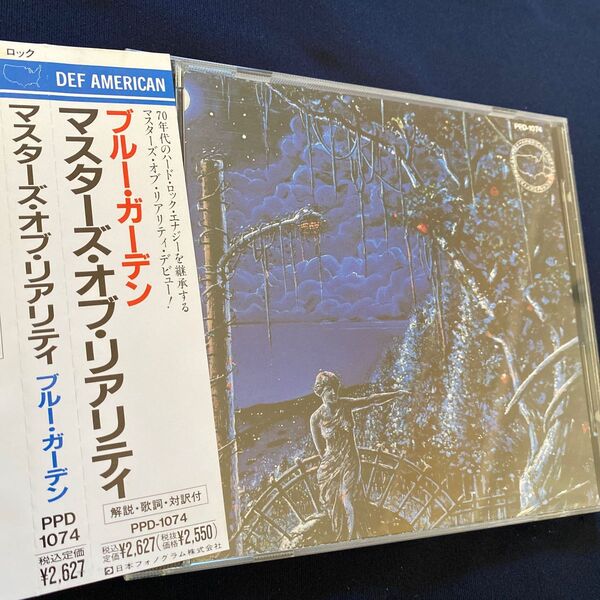 ロック
DEF AMERICAN
70年代のハード・ロック・エナジーを継承する
マスターズ・オブ・リアリティ・デビュー!
ブルー・ガーデン
マスターズ・オブ・リアリティ
マスターズ・オブ・リアリティ ブルー・ガーデン
解説・歌詞・対訳付
PPD-1074
税込定価¥2,627(税抜価格¥2,550)
日本フォノグラム株式会社
PPD
1074
税込定価
¥2,627
PPD-1074